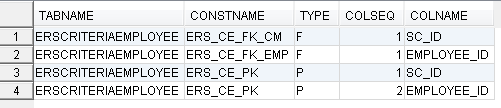 TABNAME CONSTNAME TYPE COLSEQ COLNAME
1 ERSCRITERIAEMPLOYEE ERS_CE_FK_CM F 1 SC_ID
2 ERSCRITERIAEMPLOYEE ERS_CE_FK_EMP F 1 EMPLOYEE_ID
3 ERSCRITERIAEMPLOYEE ERS_CE_PK P 1 SC_ID
4 ERSCRITERIAEMPLOYEE ERS_CE_PK P 2 EMPLOYEE_ID